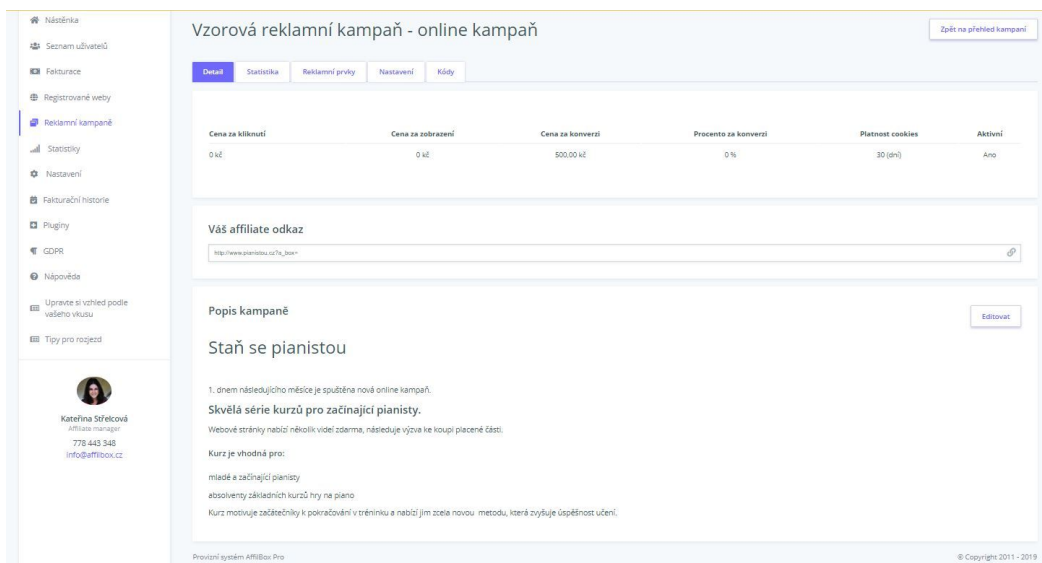 Nástěnka
Seznam uživatelů
Fakturace
Registrované weby
Reklamní kampaně
Statistiky
Nastavení
Fakturační historie
Pluginy
GDPR
Nápověda
Upravte si vzhled podle
vašeho vkusu
Tipy pro rozjezd
Kateřina Střelcová
Affiliate manager
778 443 348
info@affilbox.cz
Vzorová reklamní kampaň - online kampaň
Zpět na přehled kampaní
Detail Statistika Reklamní prvky Nastavení Kódy
Cena za kliknutí Cena za zobrazení Cena za konverzi Procento za konverzi Platnost cookies Aktivní
0 kč 0 kč 500,00 kč 0 % 30 (dní) Ano
Váš affiliate odkaz
http://www.pianistou.cz?a_box=
Popis kampaně
Editovat
Staň se pianistou
1. dnem následujícího měsíce je spuštěna nová online kampaň.
Skvělá série kurzů pro začínající pianisty.
Webové stránky nabízí několik videí zdarma, následuje výzva ke koupi placené části.
Kurz je vhodná pro:
mladé a začínající pianisty
absolventy základních kurzů hry na piano
Kurz motivuje začátečníky k pokračování v tréninku a nabízí jim zcela novou metodu, která zvyšuje úspěšnost učení.
Provizní systém AffilBox Pro
© Copyright 2011 - 2019